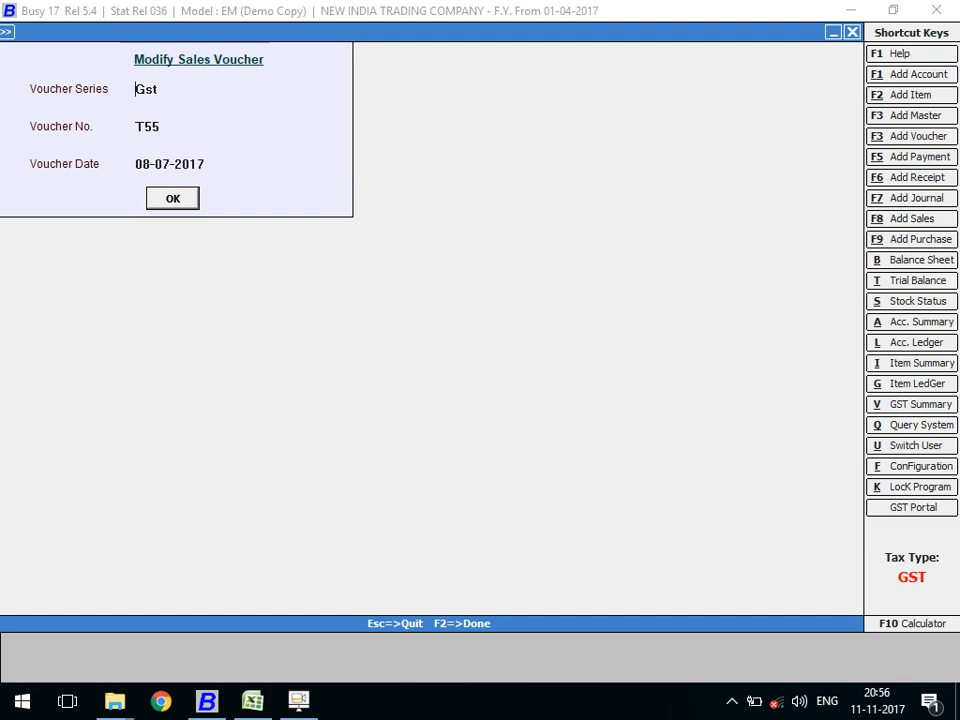 Busy 17 Rel 5.4 | Stat Rel 036 | Model : EM (Demo Copy) | NEW INDIA TRADING COMPANY - F.Y. From 01-04-2017
>>
Modify Sales Voucher
Voucher Series Gst
Voucher No. T55
Voucher Date 08-07-2017
OK
Shortcut Keys
F1 Help
F1 Add Account
F2 Add Item
F3 Add Master
F3 Add Voucher
F5 Add Payment
F6 Add Receipt
F7 Add Journal
F8 Add Sales
F9 Add Purchase
B Balance Sheet
T Trial Balance
S Stock Status
A Acc. Summary
L Acc. Ledger
I Item Summary
G Item LedGer
V GST Summary
Q Query System
U Switch User
F ConFiguration
K LocK Program
GST Portal
Tax Type:
GST
Esc=>Quit F2=>Done
F10 Calculator
ENG
20:56
11-11-2017
1